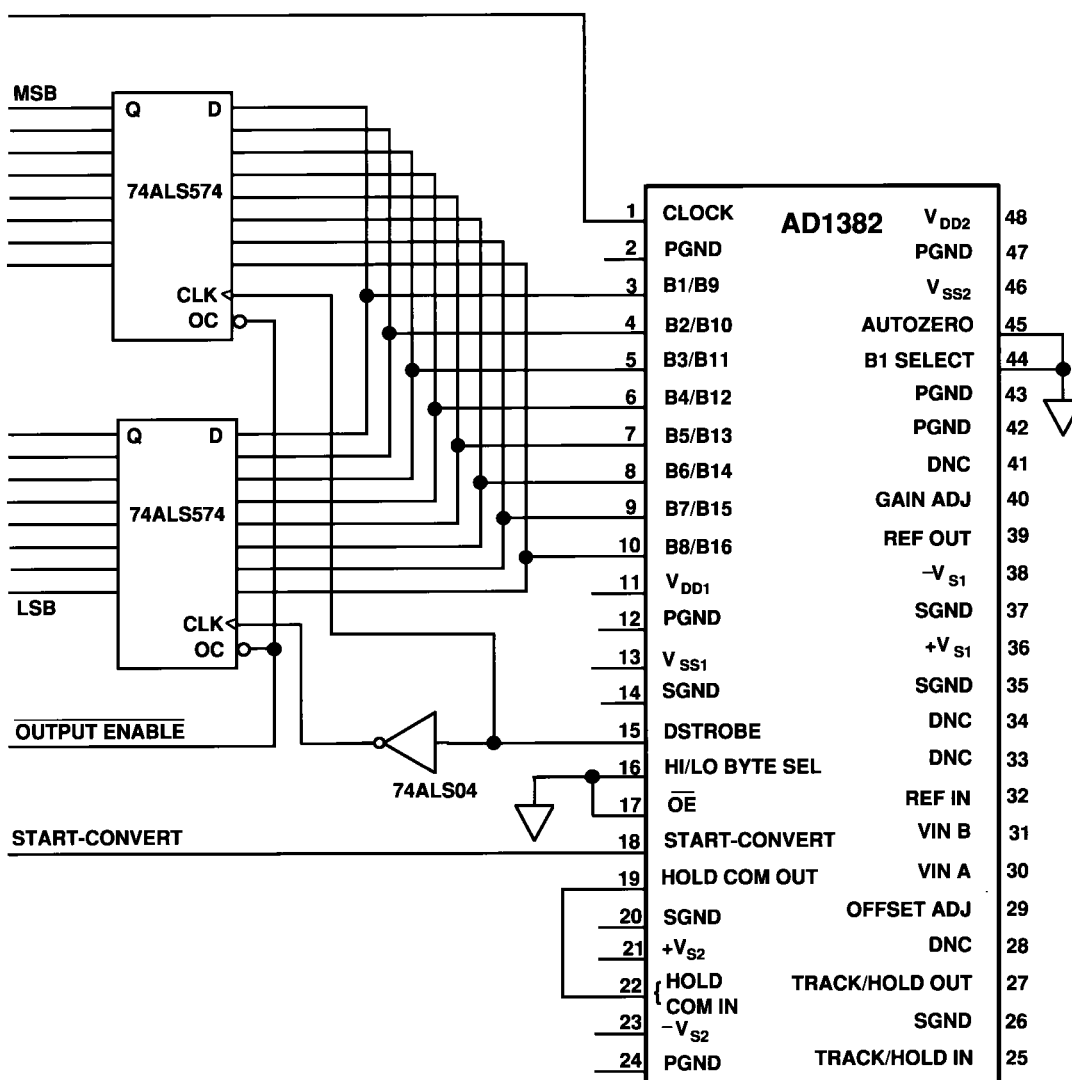 MSB
Q D
74ALS574
CLK
OC
Q D
74ALS574
LSB
CLK
OC
OUTPUT ENABLE
74ALS04
START-CONVERT
AD1382
1 CLOCK
2 PGND
3 B1/B9
4 B2/B10
5 B3/B11
6 B4/B12
7 B5/B13
8 B6/B14
9 B7/B15
10 B8/B16
11 VDD1
12 PGND
13 VSS1
14 SGND
15 DSTROBE
16 HI/LO BYTE SEL
17 OE
18 START-CONVERT
19 HOLD COM OUT
20 SGND
21 +VS2
22 HOLD
COM IN
23 –VS2
24 PGND
VDD2 48
PGND 47
VSS2 46
AUTOZERO 45
B1 SELECT 44
PGND 43
PGND 42
DNC 41
GAIN ADJ 40
REF OUT 39
–VS1 38
SGND 37
+VS1 36
SGND 35
DNC 34
DNC 33
REF IN 32
VIN B 31
VIN A 30
OFFSET ADJ 29
DNC 28
TRACK/HOLD OUT 27
SGND 26
TRACK/HOLD IN 25